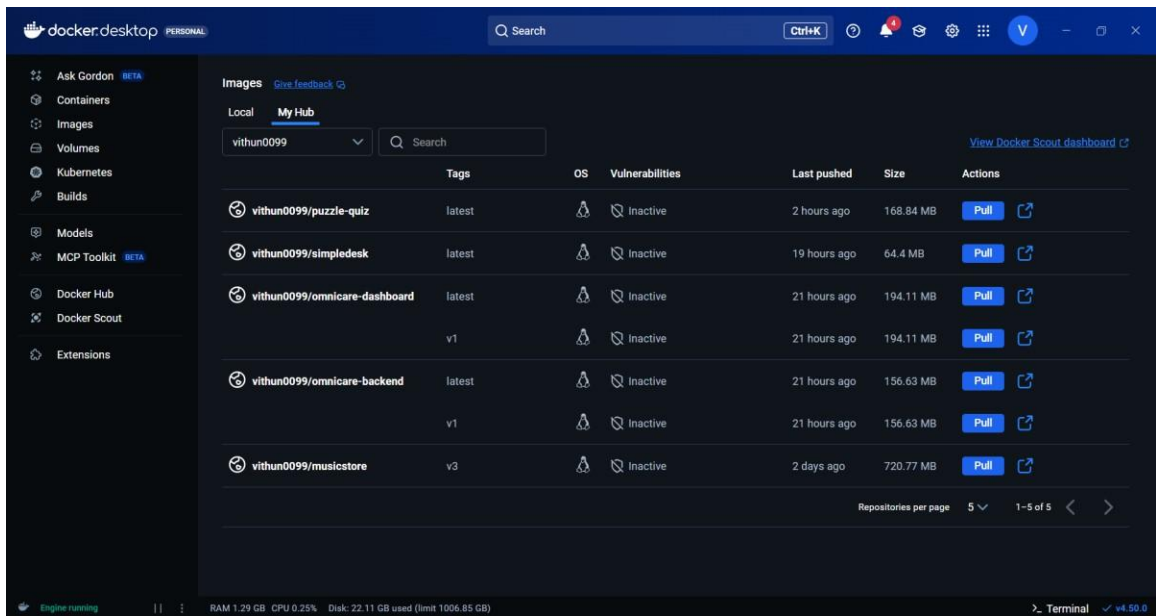 docker.desktop PERSONAL
Search
Ctrl+K
4
V
Ask Gordon BETA
Containers
Images
Volumes
Kubernetes
Builds
Models
MCP Toolkit BETA
Docker Hub
Docker Scout
Extensions
Images Give feedback
Local My Hub
vithun0099 Search
View Docker Scout dashboard
Tags OS Vulnerabilities Last pushed Size Actions
vithun0099/puzzle-quiz latest Inactive 2 hours ago 168.84 MB Pull
vithun0099/simpledesk latest Inactive 19 hours ago 64.4 MB Pull
vithun0099/omnicare-dashboard latest Inactive 21 hours ago 194.11 MB Pull
v1 Inactive 21 hours ago 194.11 MB Pull
vithun0099/omnicare-backend latest Inactive 21 hours ago 156.63 MB Pull
v1 Inactive 21 hours ago 156.63 MB Pull
vithun0099/musicstore v3 Inactive 2 days ago 720.77 MB Pull
Repositories per page 5 1–5 of 5
Engine running RAM 1.29 GB CPU 0.25% Disk: 22.11 GB used (limit 1006.85 GB) Terminal v4.50.0